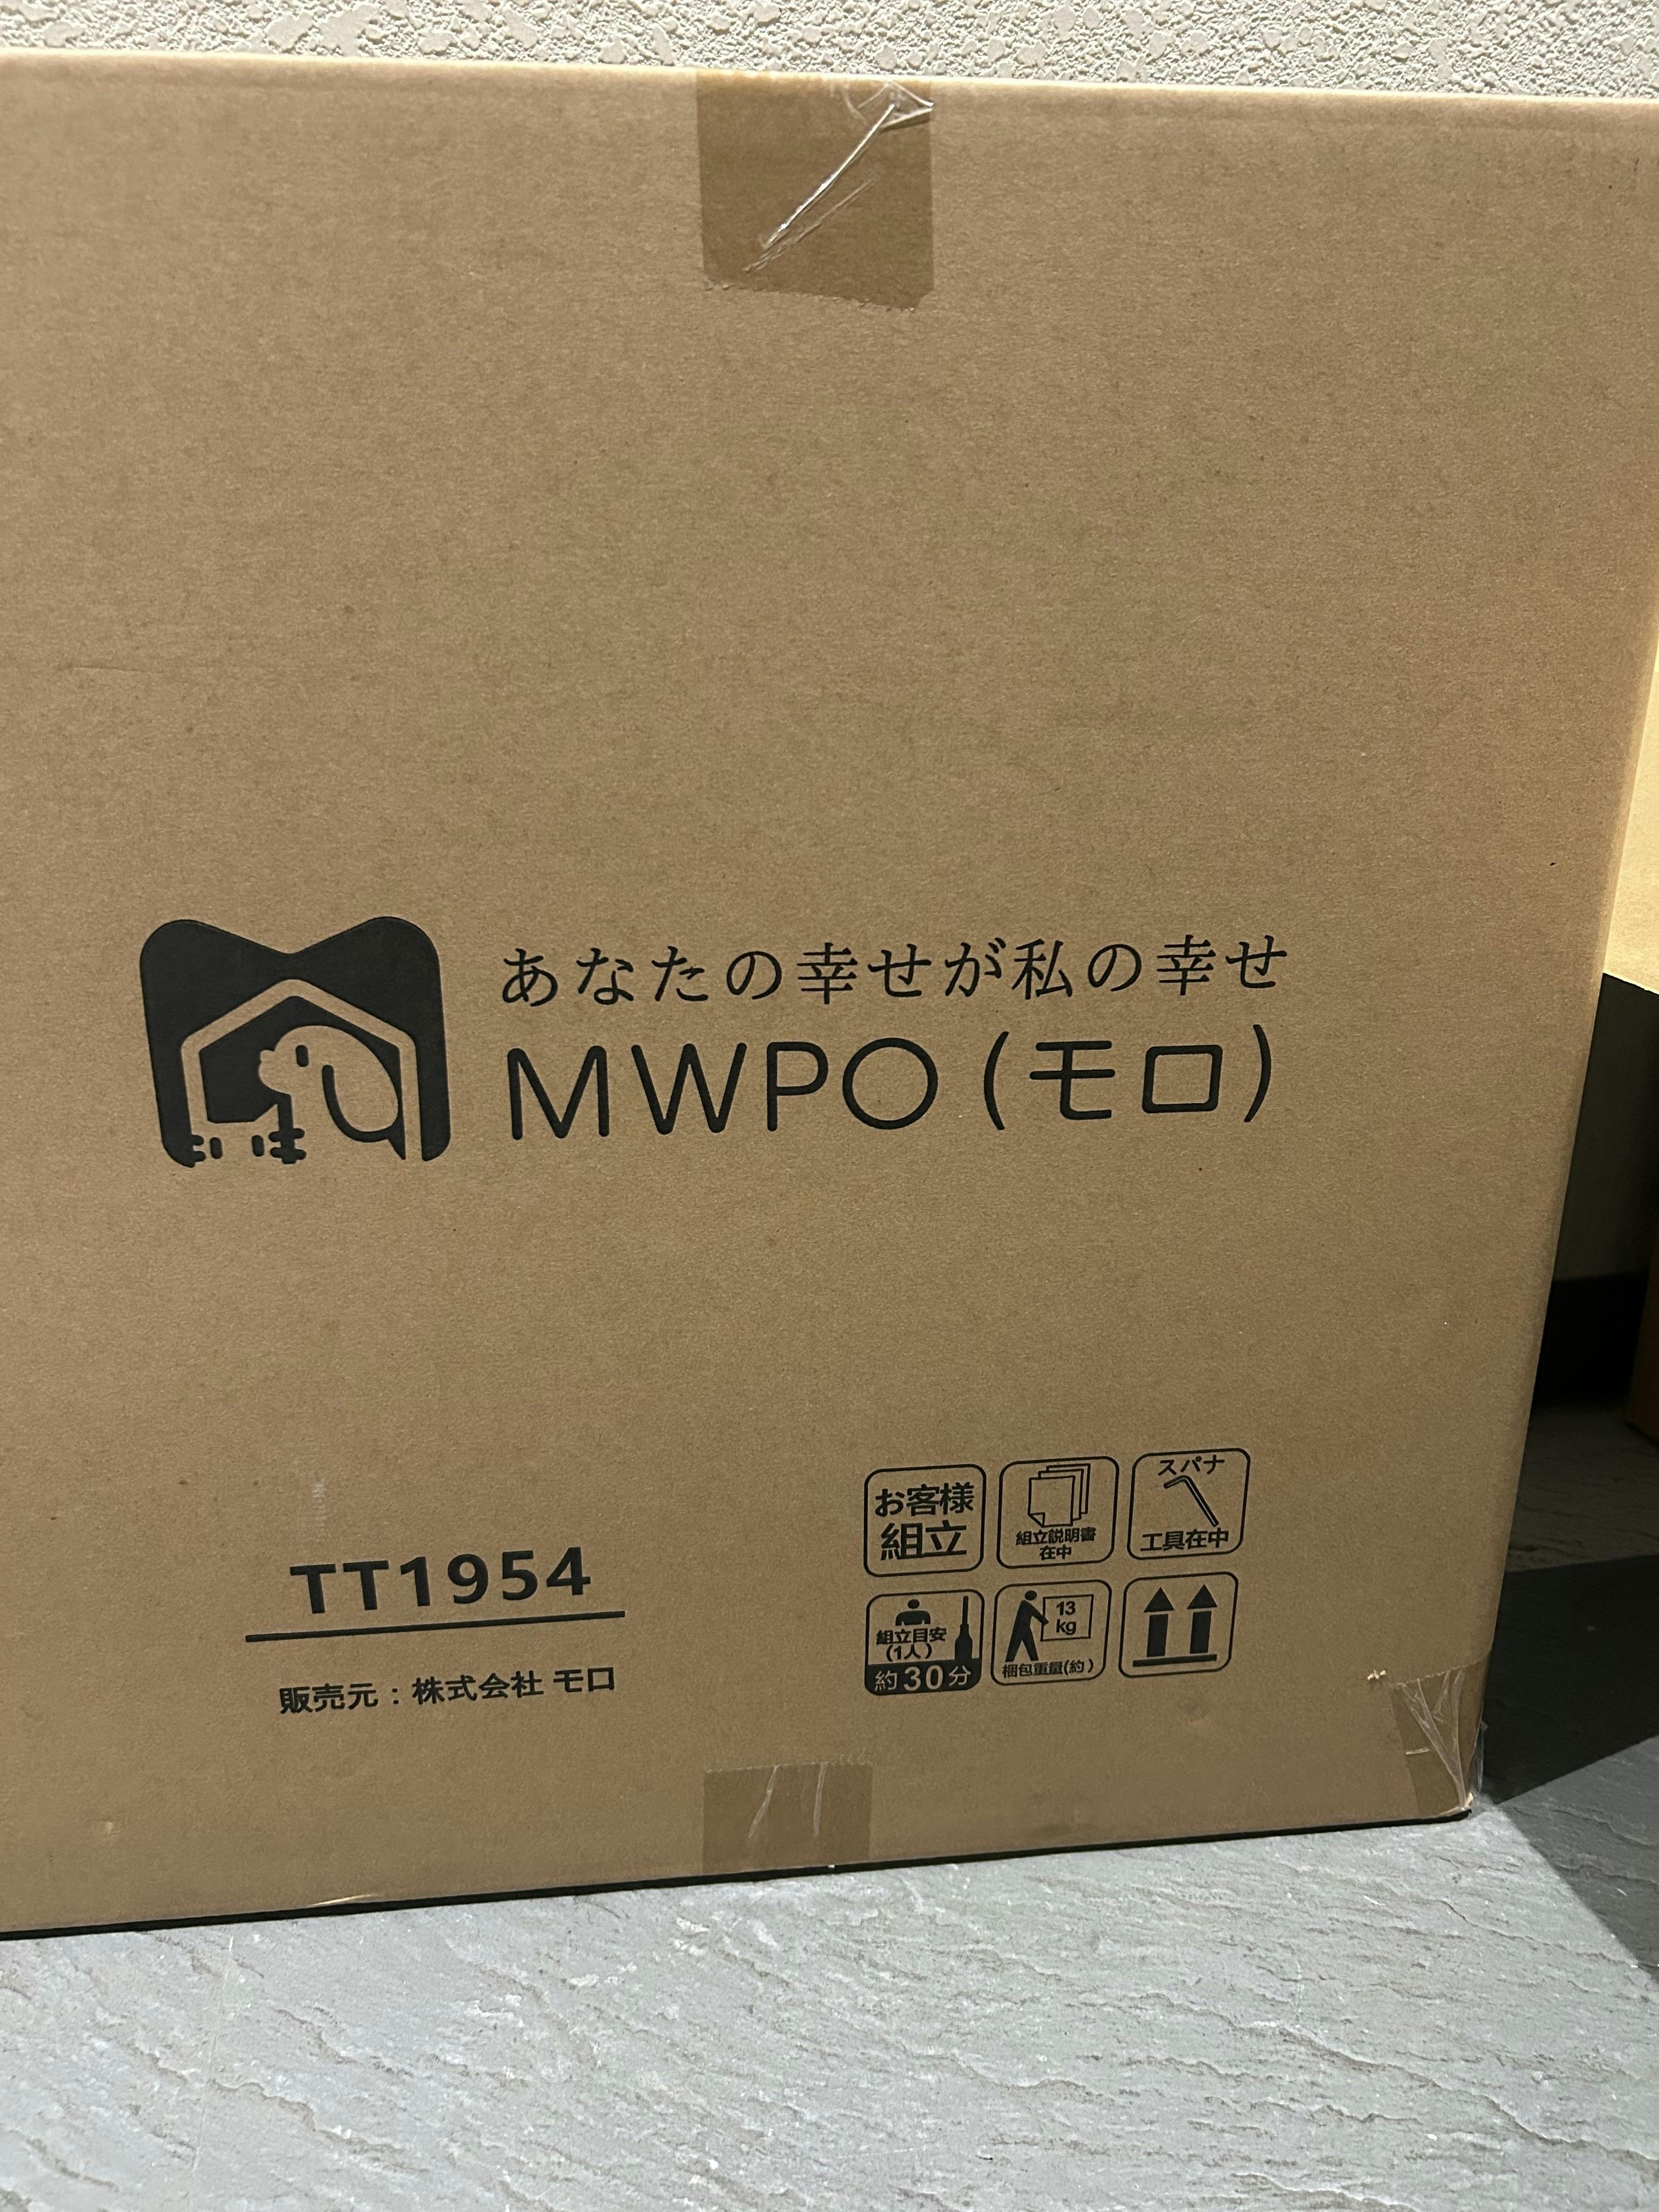 あなたの幸せが私の幸せ
MWPO (モロ)
TT1954
販売元：株式会社 モロ
お客様
組立
組立説明書
在中
スパナ
工具在中
組立目安
(1人)
約30分
13
kg
梱包重量(約)